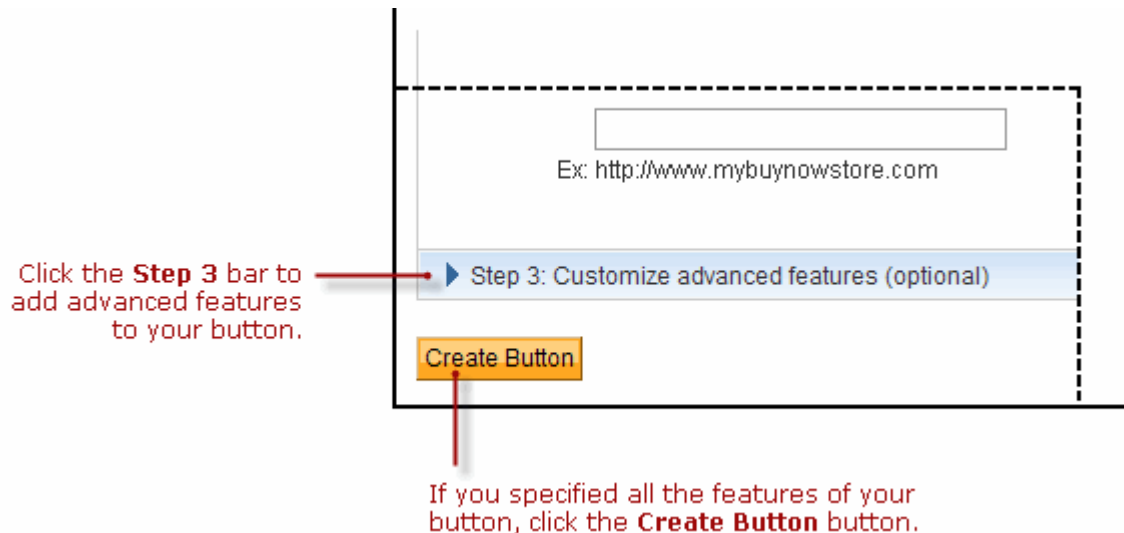 Ex: http://www.mybuynowstore.com
Click the Step 3 bar to
add advanced features
to your button.
Step 3: Customize advanced features (optional)
Create Button
If you specified all the features of your
button, click the Create Button button.